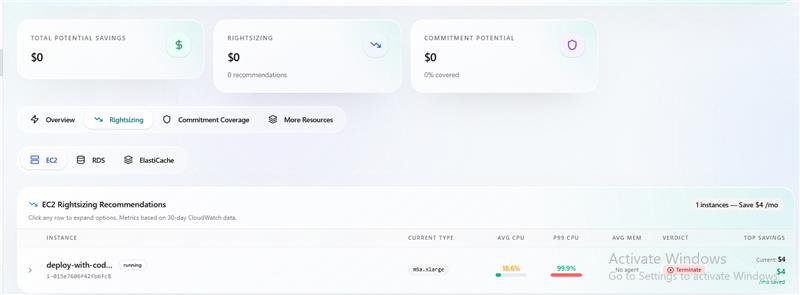 TOTAL POTENTIAL SAVINGS
$0
RIGHTSIZING
$0
0 recommendations
COMMITMENT POTENTIAL
$0
0% covered
Overview
Rightsizing
Commitment Coverage
More Resources
EC2
RDS
ElastiCache
EC2 Rightsizing Recommendations
1 instances — Save $4 /mo
Click any row to expand options. Metrics based on 30-day CloudWatch data.
INSTANCE CURRENT TYPE AVG CPU P99 CPU AVG MEM VERDICT TOP SAVINGS
deploy-with-cod... running
i-015e7606f42fb6fc8
m5a.xlarge
18.6%
99.9%
No agent
Terminate
Current: $4
$4
/mo saved
Activate Windows
Go to Settings to activate Windows.